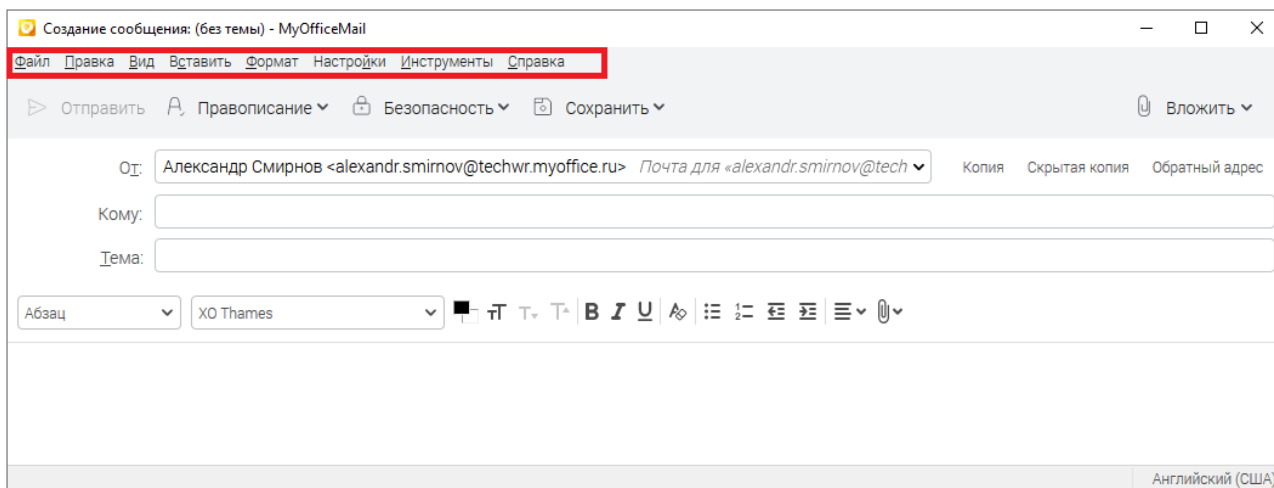 Создание сообщения: (без темы) - MyOfficeMail
Файл Правка Вид Вставить Формат Настройки Инструменты Справка
Отправить Правописание Безопасность Сохранить Вложить
От: Александр Смирнов <alexandr.smirnov@techwr.myoffice.ru> Почта для «alexandr.smirnov@tech Копия Скрытая копия Обратный адрес
Кому:
Тема:
Абзац XO Thames
Английский (США)